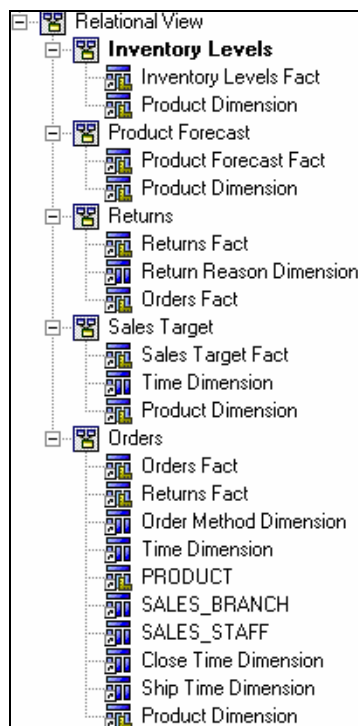 Relational View
Inventory Levels
Inventory Levels Fact
Product Dimension
Product Forecast
Product Forecast Fact
Product Dimension
Returns
Returns Fact
Return Reason Dimension
Orders Fact
Sales Target
Sales Target Fact
Time Dimension
Product Dimension
Orders
Orders Fact
Returns Fact
Order Method Dimension
Time Dimension
PRODUCT
SALES_BRANCH
SALES_STAFF
Close Time Dimension
Ship Time Dimension
Product Dimension